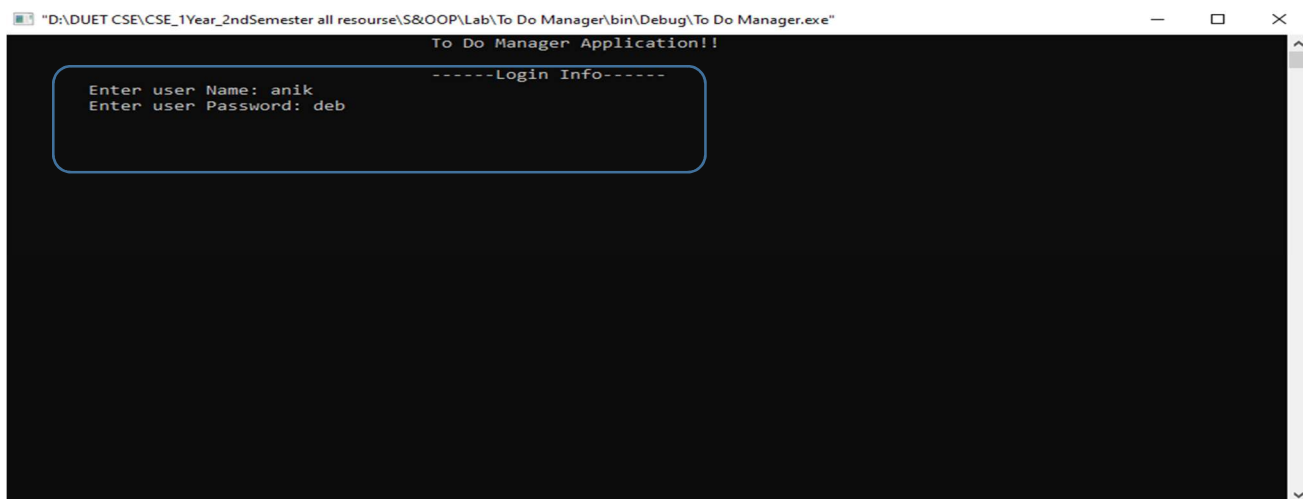 "D:\DUET CSE\CSE_1Year_2ndSemester all resourse\S&OOP\Lab\To Do Manager\bin\Debug\To Do Manager.exe"
To Do Manager Application!!
------Login Info------
Enter user Name: anik
Enter user Password: deb